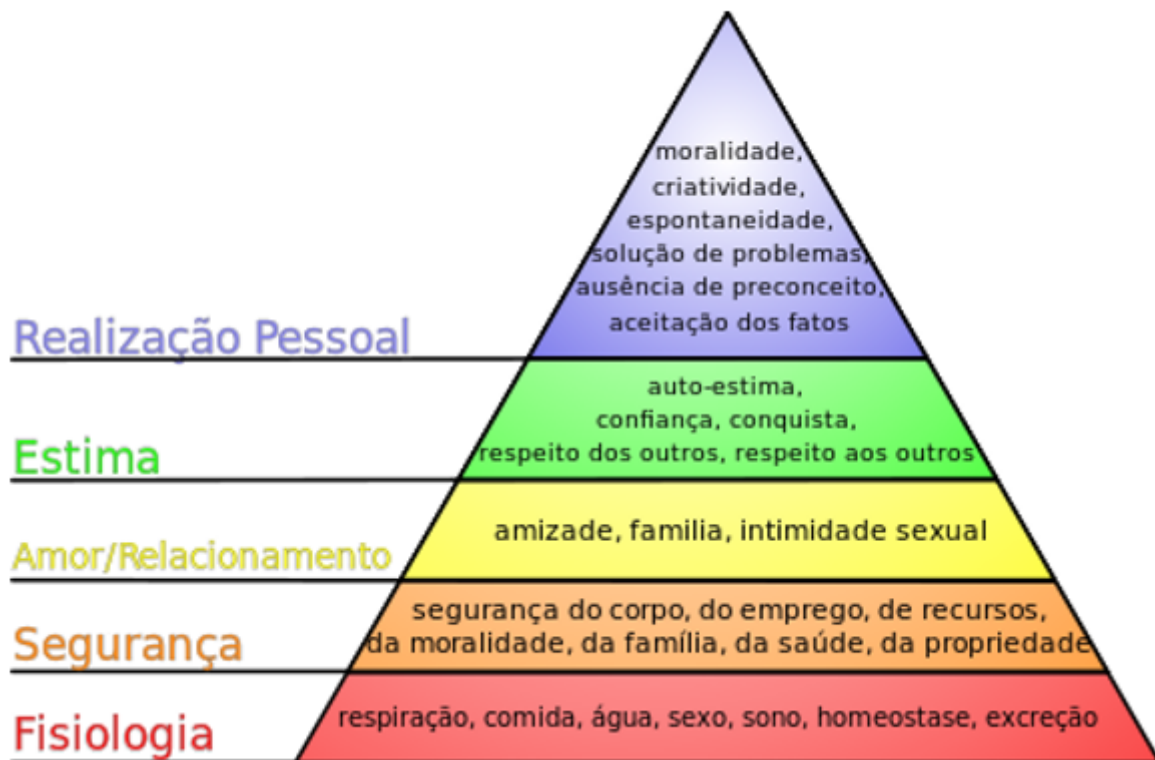 moralidade,
criatividade,
espontaneidade,
solução de problemas,
ausência de preconceito,
aceitação dos fatos
Realização Pessoal
auto-estima,
confiança, conquista,
respeito dos outros, respeito aos outros
Estima
amizade, familia, intimidade sexual
Amor/Relacionamento
segurança do corpo, do emprego, de recursos,
da moralidade, da família, da saúde, da propriedade
Segurança
respiração, comida, água, sexo, sono, homeostase, excreção
Fisiologia